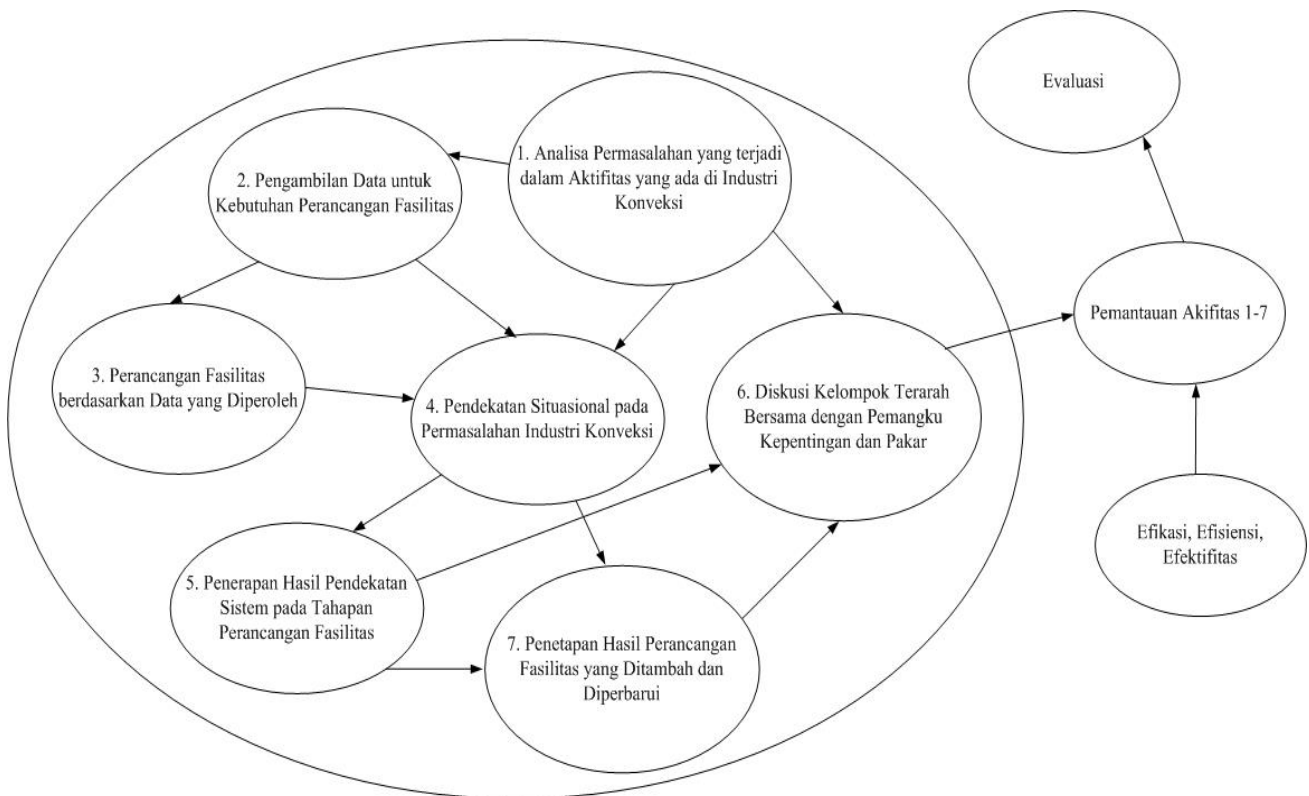 Evaluasi
1. Analisa Permasalahan yang terjadi
dalam Aktifitas yang ada di Industri
Konveksi
2. Pengambilan Data untuk
Kebutuhan Perancangan Fasilitas
Pemantauan Akifitas 1-7
3. Perancangan Fasilitas
berdasarkan Data yang Diperoleh
4. Pendekatan Situasional pada
Permasalahan Industri Konveksi
6. Diskusi Kelompok Terarah
Bersama dengan Pemangku
Kepentingan dan Pakar
Efikasi, Efisiensi,
Efektifitas
5. Penerapan Hasil Pendekatan
Sistem pada Tahapan
Perancangan Fasilitas
7. Penetapan Hasil Perancangan
Fasilitas yang Ditambah dan
Diperbarui